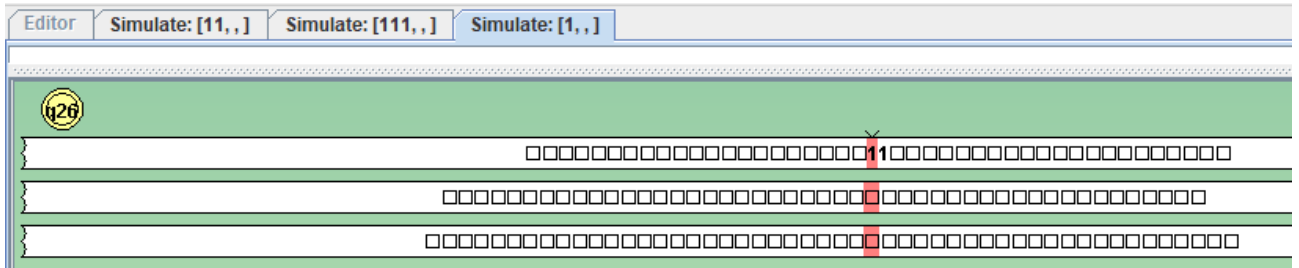 Editor Simulate: [11, , ] Simulate: [111, , ] Simulate: [1, , ]
q26
11